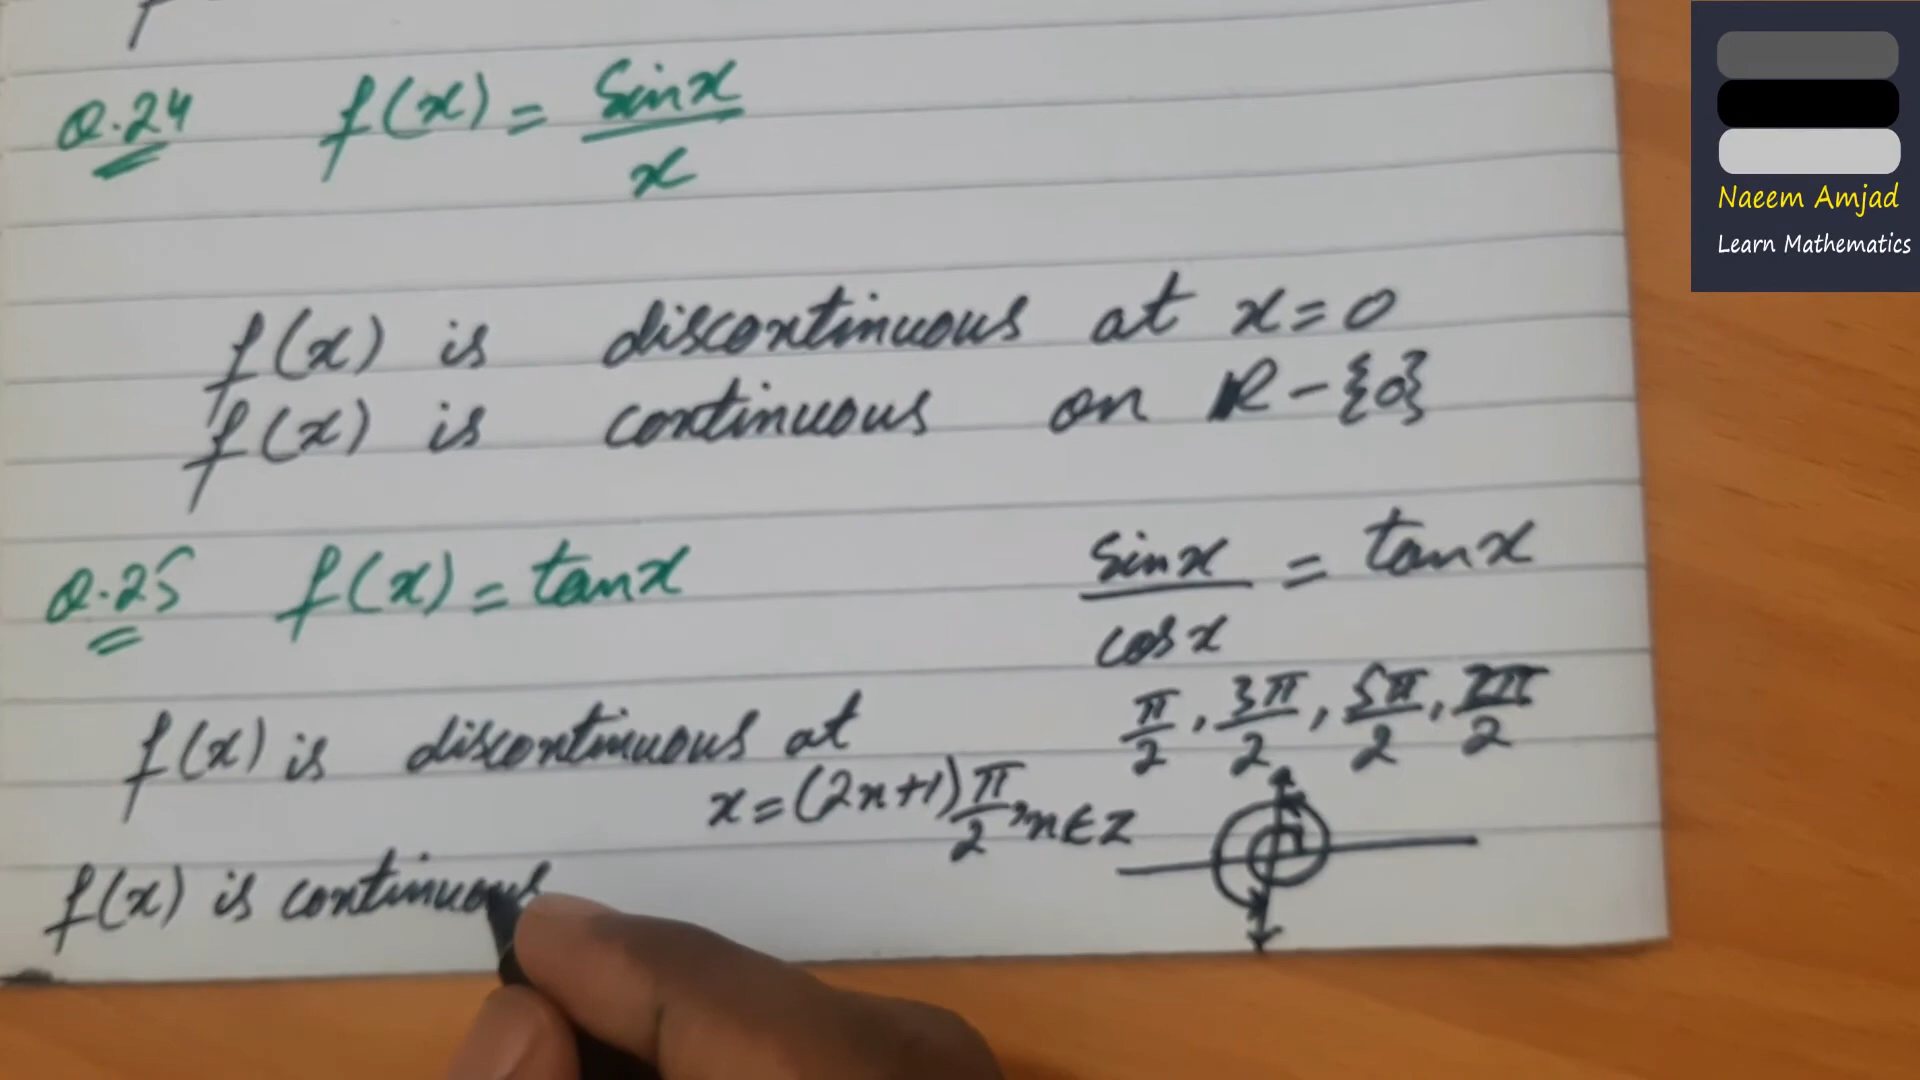 Q.24 f(x) = sinx / x
f(x) is discontinuous at x=0
f(x) is continuous on R-{0}
Q.25 f(x) = tanx
sinx / cosx = tanx
f(x) is discontinuous at
x=(2n+1)π/2, n∈Z
π/2, 3π/2, 5π/2, 7π/2
f(x) is continuous
Naeem Amjad
Learn Mathematics